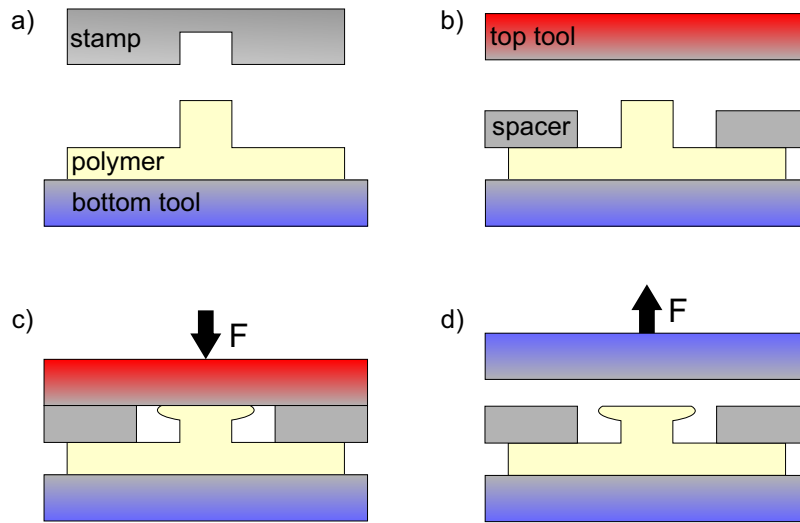 a)
stamp
polymer
bottom tool
b)
top tool
spacer
c)
F
d)
F